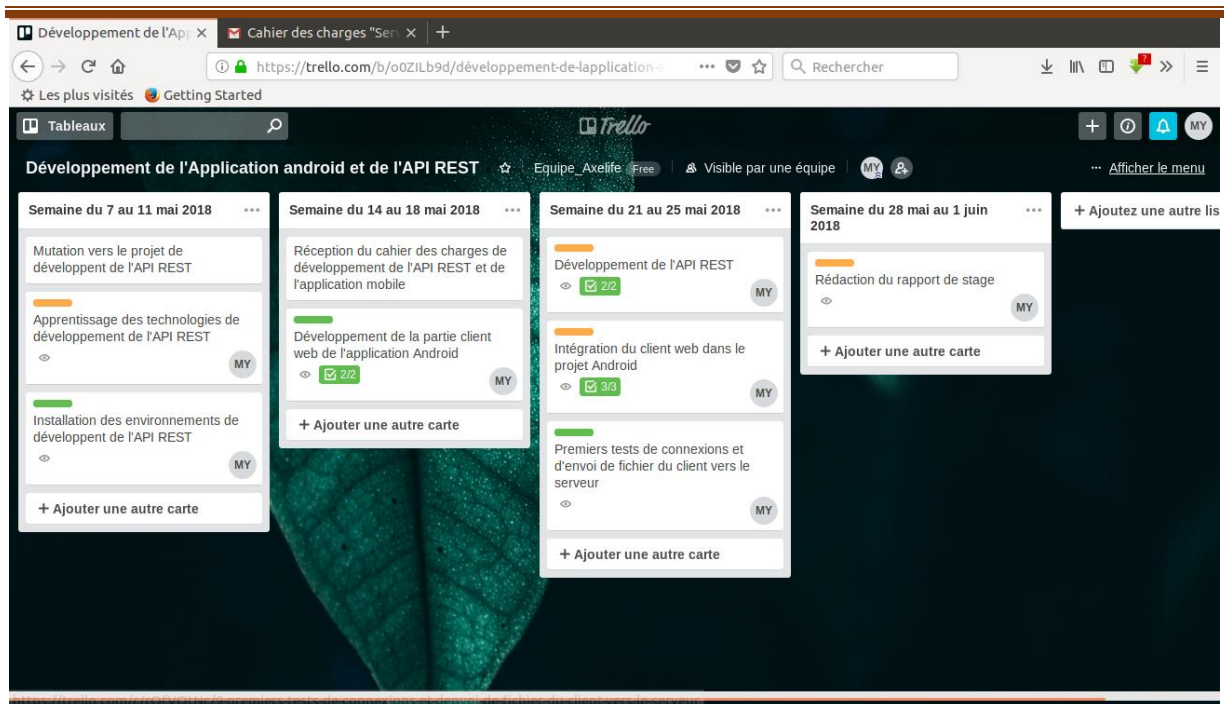 Développement de l'App
Cahier des charges "Serv
https://trello.com/b/o0ZILb9d/développement-de-lapplication-
Rechercher
2
Les plus visités Getting Started
Tableaux
Trello
MY
Développement de l'Application android et de l'API REST
Equipe_Axelife Free
Visible par une équipe
MY
Afficher le menu
Semaine du 7 au 11 mai 2018
Mutation vers le projet de
développent de l'API REST
Apprentissage des technologies de
développement de l'API REST
MY
Installation des environnements de
développent de l'API REST
MY
+ Ajouter une autre carte
Semaine du 14 au 18 mai 2018
Réception du cahier des charges de
développement de l'API REST et de
l'application mobile
Développement de la partie client
web de l'application Android
2/2
MY
+ Ajouter une autre carte
Semaine du 21 au 25 mai 2018
Développement de l'API REST
2/2
MY
Intégration du client web dans le
projet Android
3/3
MY
Premiers tests de connexions et
d'envoi de fichier du client vers le
serveur
MY
+ Ajouter une autre carte
Semaine du 28 mai au 1 juin
2018
Rédaction du rapport de stage
MY
+ Ajouter une autre carte
+ Ajoutez une autre lis